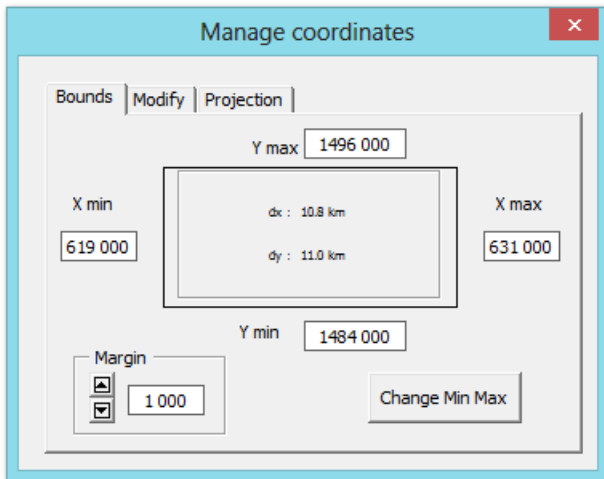 Manage coordinates
Bounds Modify Projection
Y max 1496 000
X min X max
dx : 10.8 km
619 000 631 000
dy : 11.0 km
Y min 1484 000
Margin
1 000
Change Min Max